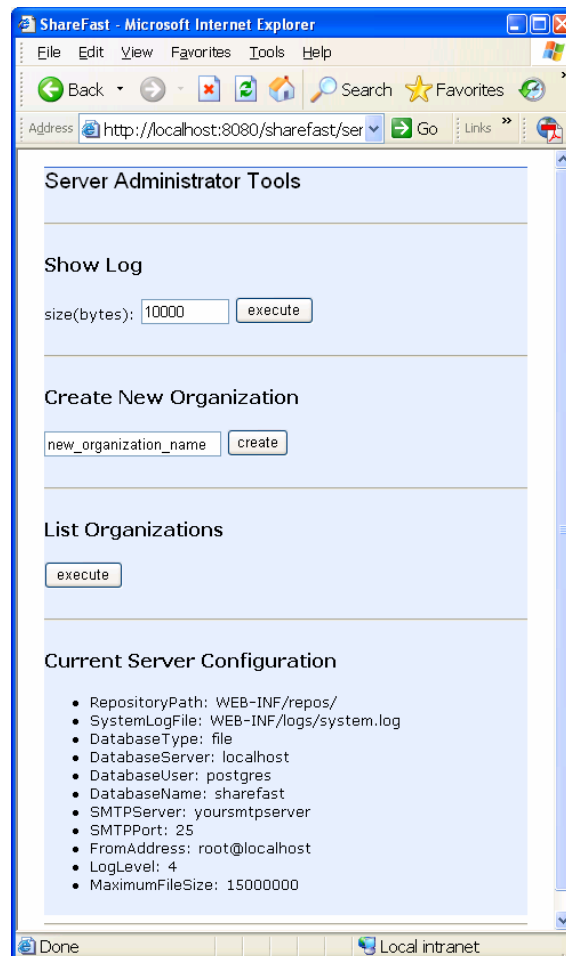 ShareFast - Microsoft Internet Explorer
File Edit View Favorites Tools Help
Back Search Favorites »
Address http://localhost:8080/sharefast/ser Go Links »
Server Administrator Tools
Show Log
size(bytes): 10000 execute
Create New Organization
new_organization_name create
List Organizations
execute
Current Server Configuration
• RepositoryPath: WEB-INF/repos/
• SystemLogFile: WEB-INF/logs/system.log
• DatabaseType: file
• DatabaseServer: localhost
• DatabaseUser: postgres
• DatabaseName: sharefast
• SMTPServer: yoursmtpserver
• SMTPPort: 25
• FromAddress: root@localhost
• LogLevel: 4
• MaximumFileSize: 15000000
Done Local intranet